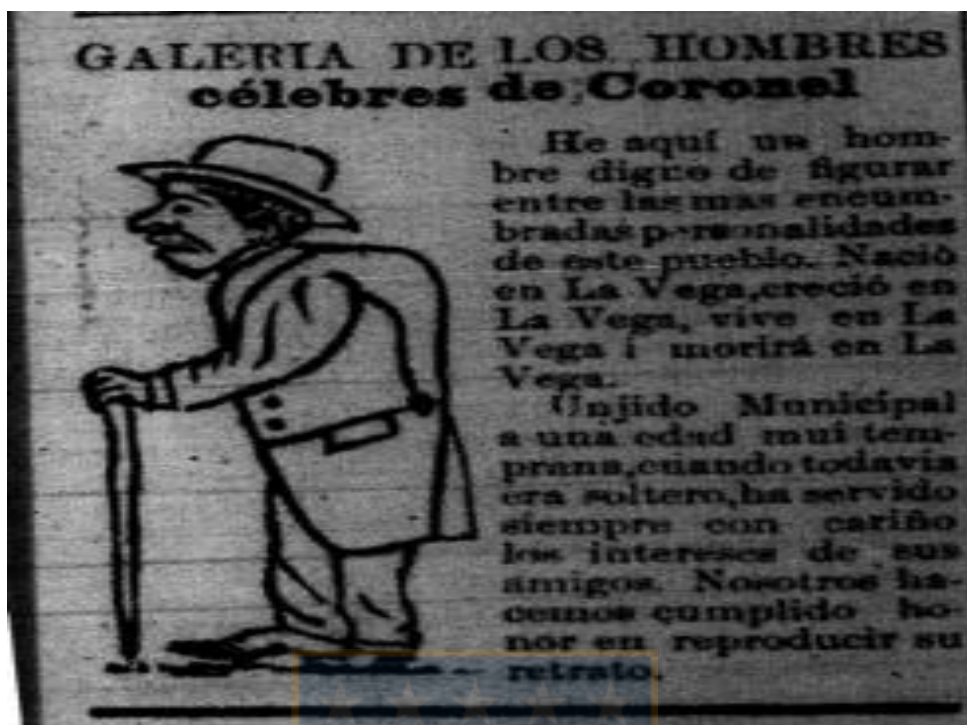 GALERIA DE LOS HOMBRES
célebres de Coronel
He aquí un hom-
bre digno de figurar
entre las mas encum-
bradas personalidades
de este pueblo. Nació
en La Vega, creció en
La Vega, vive en La
Vega i morirá en La
Vega.
Unjido Municipal
a una edad mui tem-
prana, cuando todavía
era soltero, ha servido
siempre con cariño
los intereses de sus
amigos. Nosotros ha-
cemos cumplido ho-
nor en reproducir su
retrato.